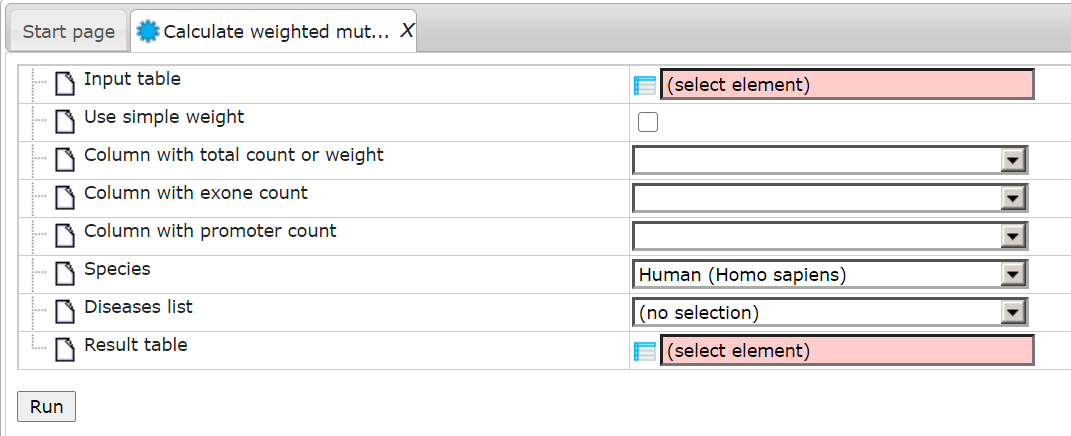 Start page
Calculate weighted mut... X
Input table (select element)
Use simple weight
Column with total count or weight
Column with exone count
Column with promoter count
Species Human (Homo sapiens)
Diseases list (no selection)
Result table (select element)
Run